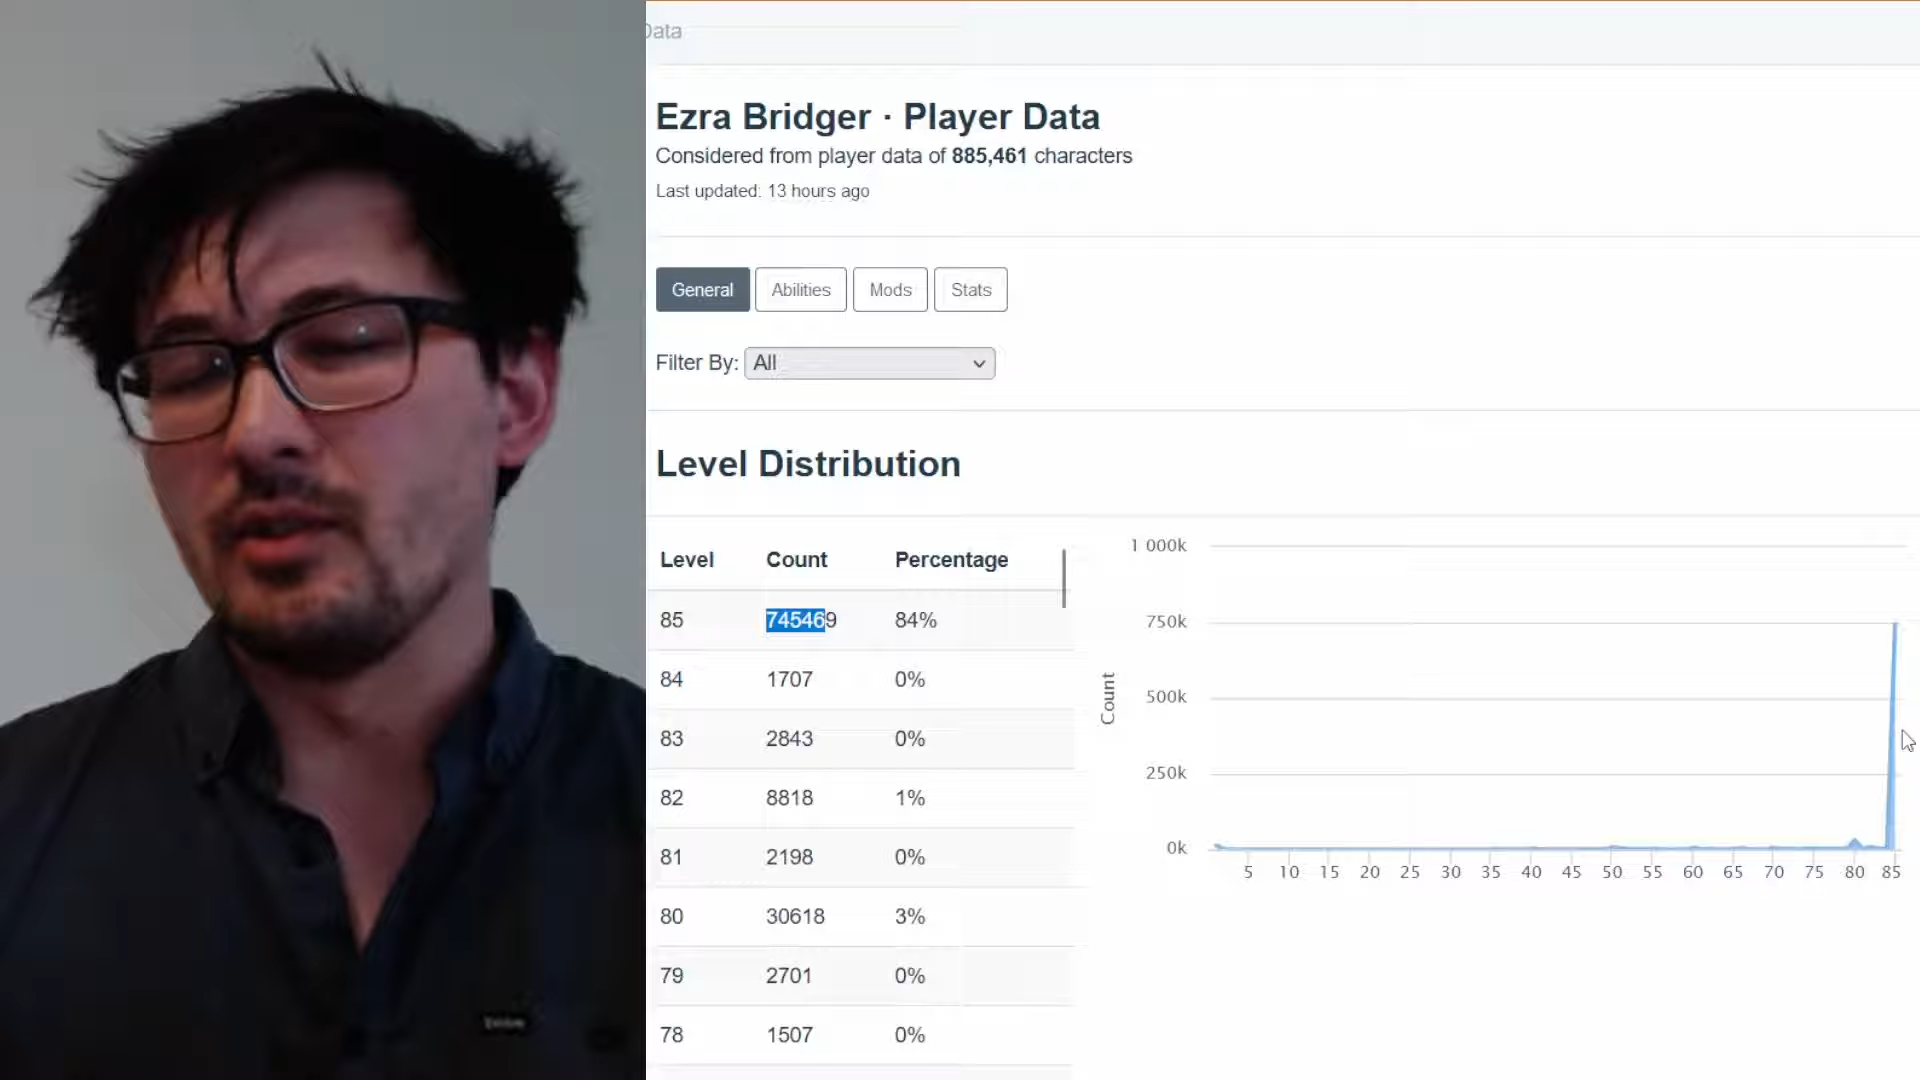 Data
Ezra Bridger · Player Data
Considered from player data of 885,461 characters
Last updated: 13 hours ago
General Abilities Mods Stats
Filter By: All
Level Distribution
Level Count Percentage
85 745469 84%
84 1707 0%
83 2843 0%
82 8818 1%
81 2198 0%
80 30618 3%
79 2701 0%
78 1507 0%
1 000k
750k
500k
250k
0k
Count
5 10 15 20 25 30 35 40 45 50 55 60 65 70 75 80 85